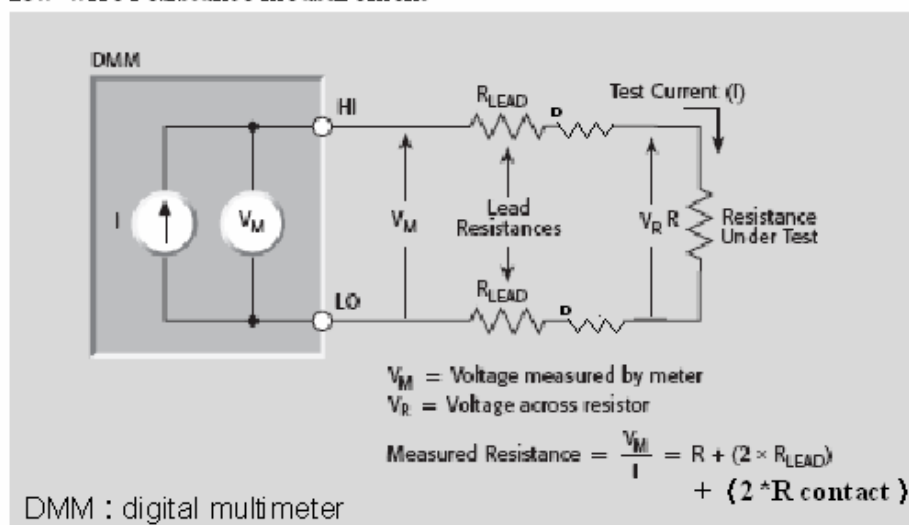 DMM
HI
R_LEAD
D
Test Current (I)
I
V_M
V_M
Lead
Resistances
V_R
R
Resistance
Under Test
LO
R_LEAD
D
V_M = Voltage measured by meter
V_R = Voltage across resistor
Measured Resistance = V_M / I = R + (2 × R_LEAD)
+ (2 *R contact )
DMM : digital multimeter